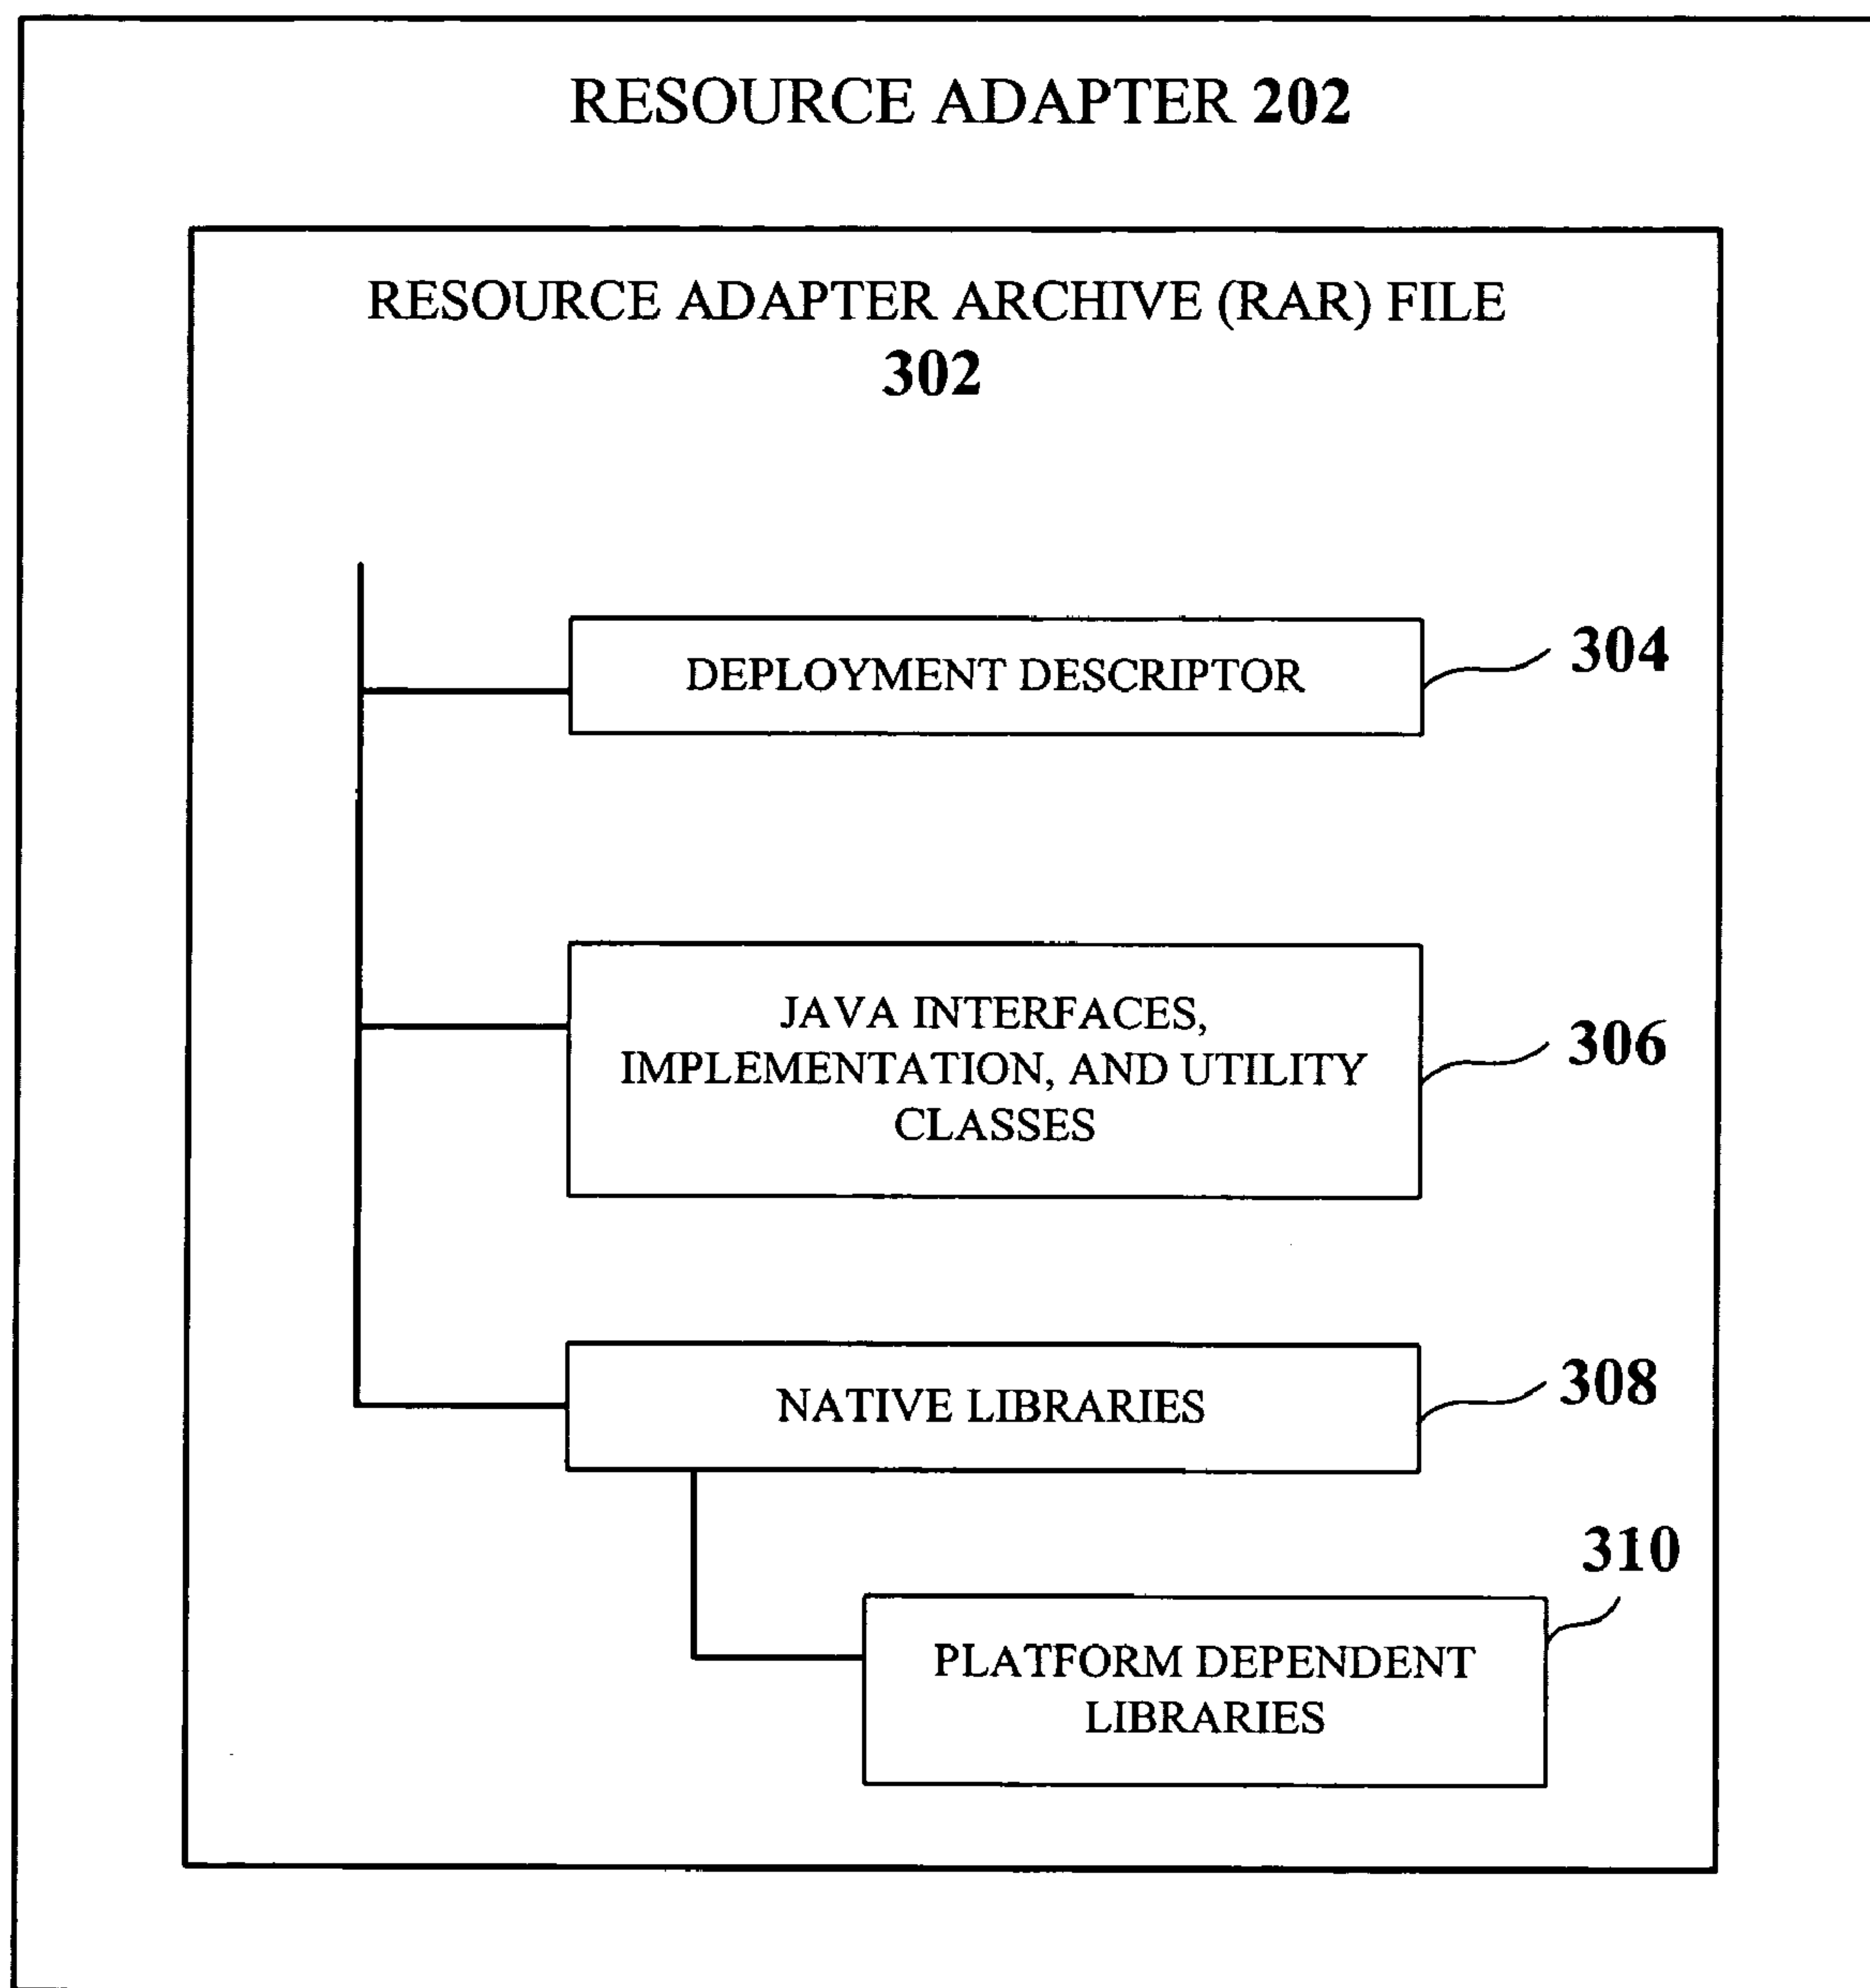 RESOURCE ADAPTER 202
RESOURCE ADAPTER ARCHIVE (RAR) FILE
302
DEPLOYMENT DESCRIPTOR
304
JAVA INTERFACES,
IMPLEMENTATION, AND UTILITY
CLASSES
306
NATIVE LIBRARIES
308
310
PLATFORM DEPENDENT
LIBRARIES